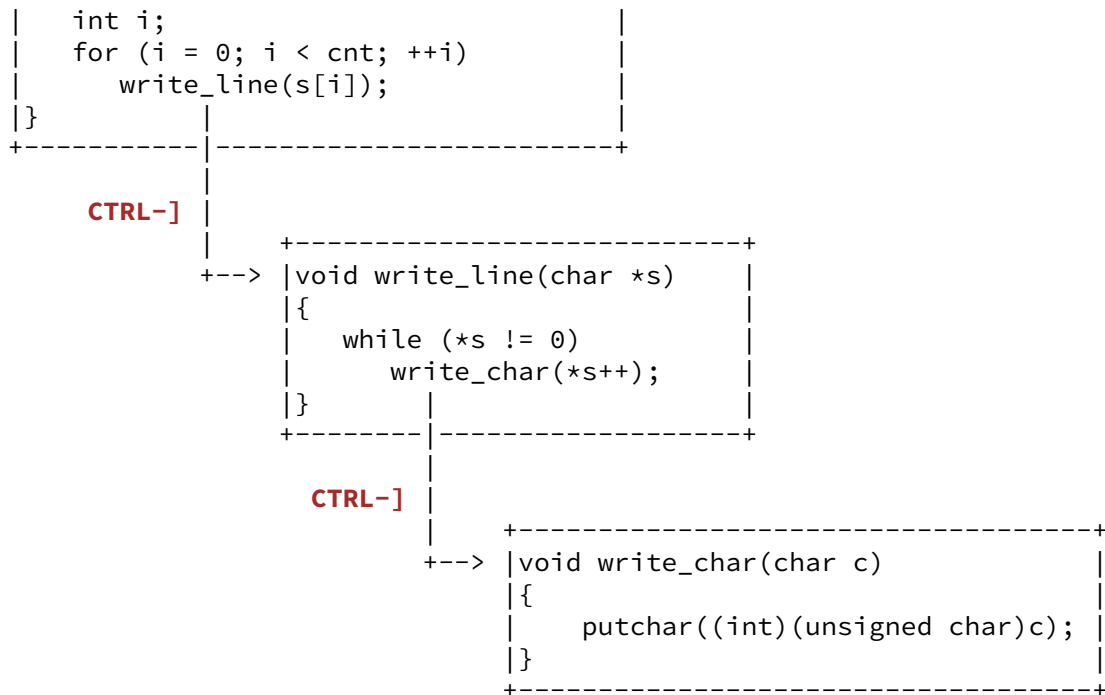 |   int i;                          |
|   for (i = 0; i < cnt; ++i)       |
|      write_line(s[i]);            |
|}          |                       |
+-----------|-------------------------+
            |
     CTRL-] |
            |    +-----------------------------+
            +--> |void write_line(char *s)    |
                 |{                           |
                 |   while (*s != 0)          |
                 |      write_char(*s++);     |
                 |}       |                   |
                 +--------|--------------------+
                          |
                   CTRL-] |
                          |    +-------------------------------------+
                          +--> |void write_char(char c)             |
                               |{                                   |
                               |    putchar((int)(unsigned char)c); |
                               |}                                   |
                               +-------------------------------------+